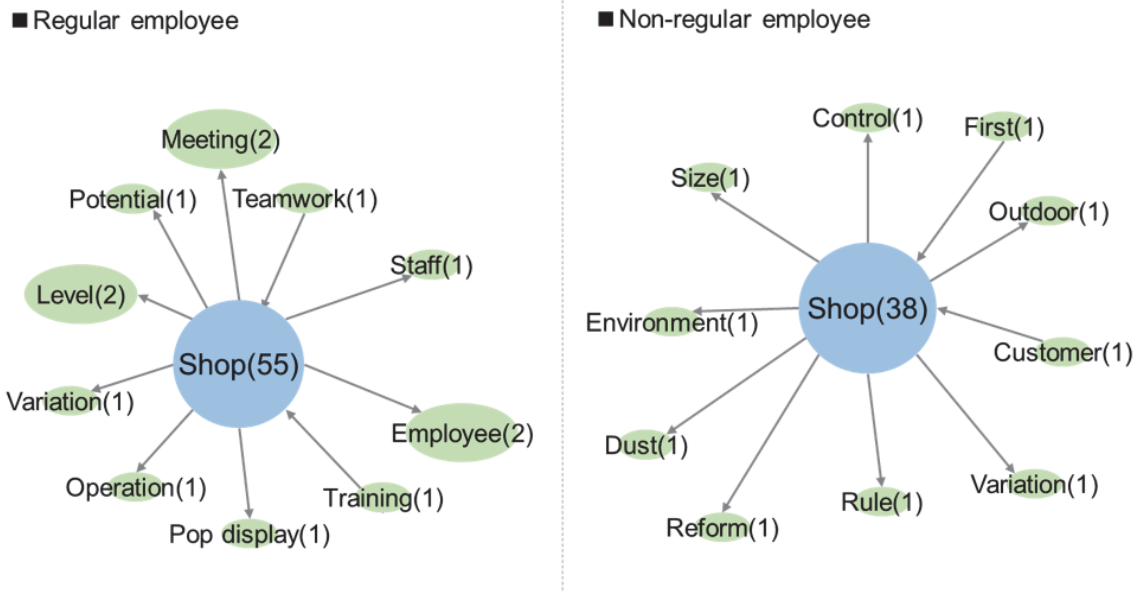 ■ Regular employee
Meeting(2)
Potential(1)
Teamwork(1)
Staff(1)
Level(2)
Shop(55)
Variation(1)
Employee(2)
Operation(1)
Training(1)
Pop display(1)
■ Non-regular employee
Control(1)
First(1)
Size(1)
Outdoor(1)
Shop(38)
Environment(1)
Customer(1)
Dust(1)
Variation(1)
Rule(1)
Reform(1)